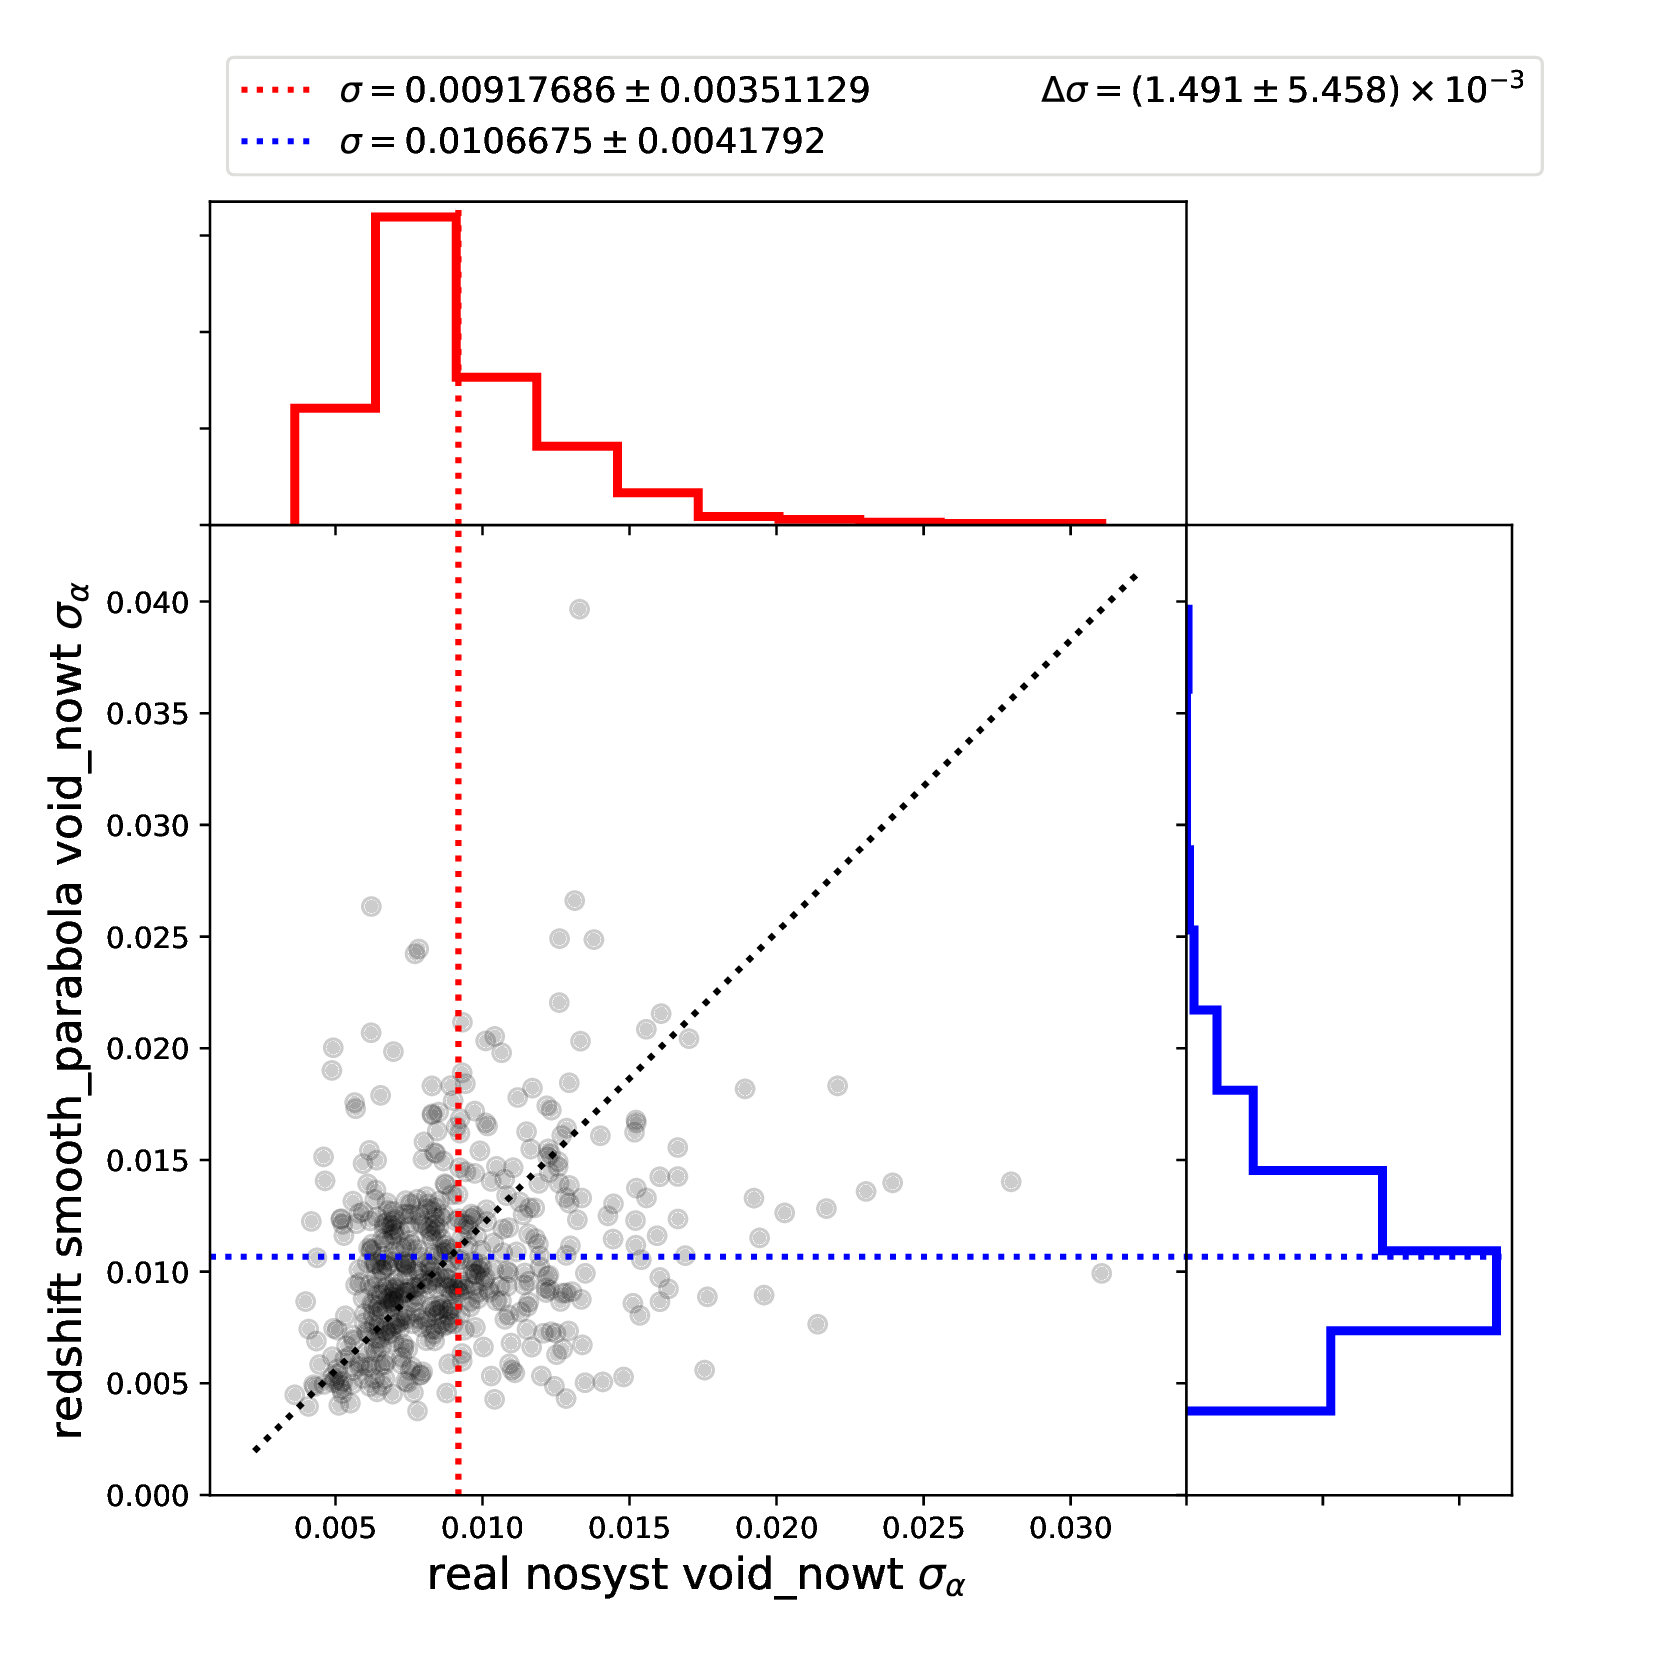 σ = 0.00917686 ± 0.00351129
Δσ = (1.491 ± 5.458) × 10⁻³
σ = 0.0106675 ± 0.0041792
redshift smooth_parabola void_nowt σ_α
0.040
0.035
0.030
0.025
0.020
0.015
0.010
0.005
0.000
0.005 0.010 0.015 0.020 0.025 0.030
real nosyst void_nowt σ_α